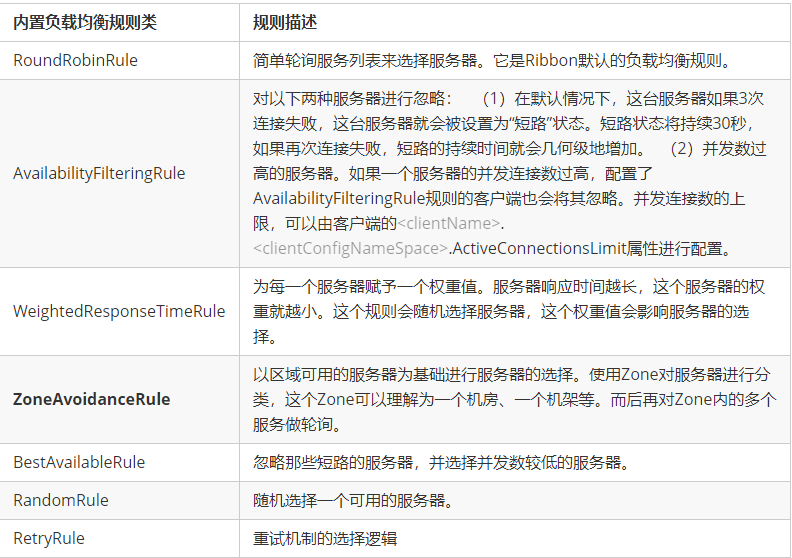 内置负载均衡规则类 规则描述
RoundRobinRule 简单轮询服务列表来选择服务器。它是Ribbon默认的负载均衡规则。
AvailabilityFilteringRule
对以下两种服务器进行忽略： （1）在默认情况下，这台服务器如果3次
连接失败，这台服务器就会被设置为“短路”状态。短路状态将持续30秒，
如果再次连接失败，短路的持续时间就会几何级地增加。 （2）并发数过
高的服务器。如果一个服务器的并发连接数过高，配置了
AvailabilityFilteringRule规则的客户端也会将其忽略。并发连接数的上
限，可以由客户端的<clientName>.
<clientConfigNameSpace>.ActiveConnectionsLimit属性进行配置。
WeightedResponseTimeRule
为每一个服务器赋予一个权重值。服务器响应时间越长，这个服务器的权
重就越小。这个规则会随机选择服务器，这个权重值会影响服务器的选
择。
ZoneAvoidanceRule
以区域可用的服务器为基础进行服务器的选择。使用Zone对服务器进行分
类，这个Zone可以理解为一个机房、一个机架等。而后再对Zone内的多个
服务做轮询。
BestAvailableRule 忽略那些短路的服务器，并选择并发数较低的服务器。
RandomRule 随机选择一个可用的服务器。
RetryRule 重试机制的选择逻辑